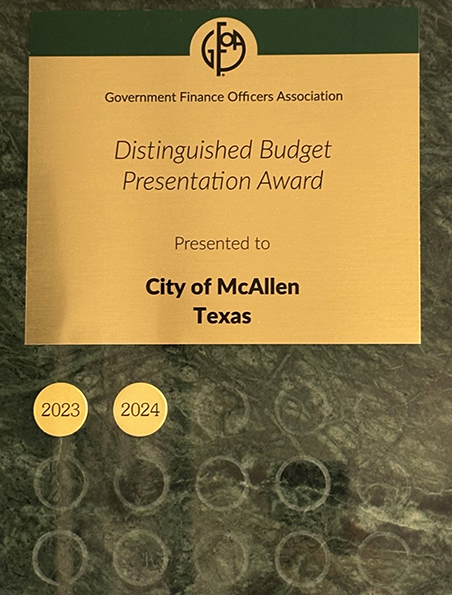 GFOA
Government Finance Officers Association
Distinguished Budget
Presentation Award
Presented to
City of McAllen
Texas
2023 2024